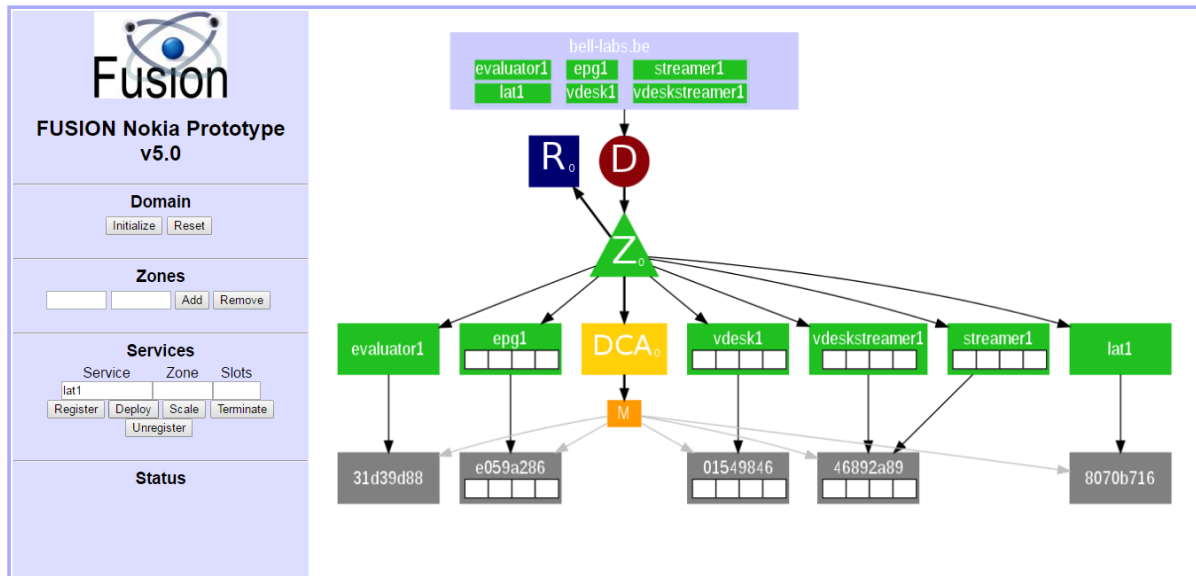 Fusion
FUSION Nokia Prototype
v5.0
Domain
Initialize Reset
Zones
Add Remove
Services
Service Zone Slots
lat1
Register Deploy Scale Terminate
Unregister
Status
bell-labs.be
evaluator1 epg1 streamer1
lat1 vdesk1 vdeskstreamer1
R0 D
Z0
evaluator1 epg1 DCA0 vdesk1 vdeskstreamer1 streamer1 lat1
M
31d39d88 e059a286 01549846 46892a89 8070b716